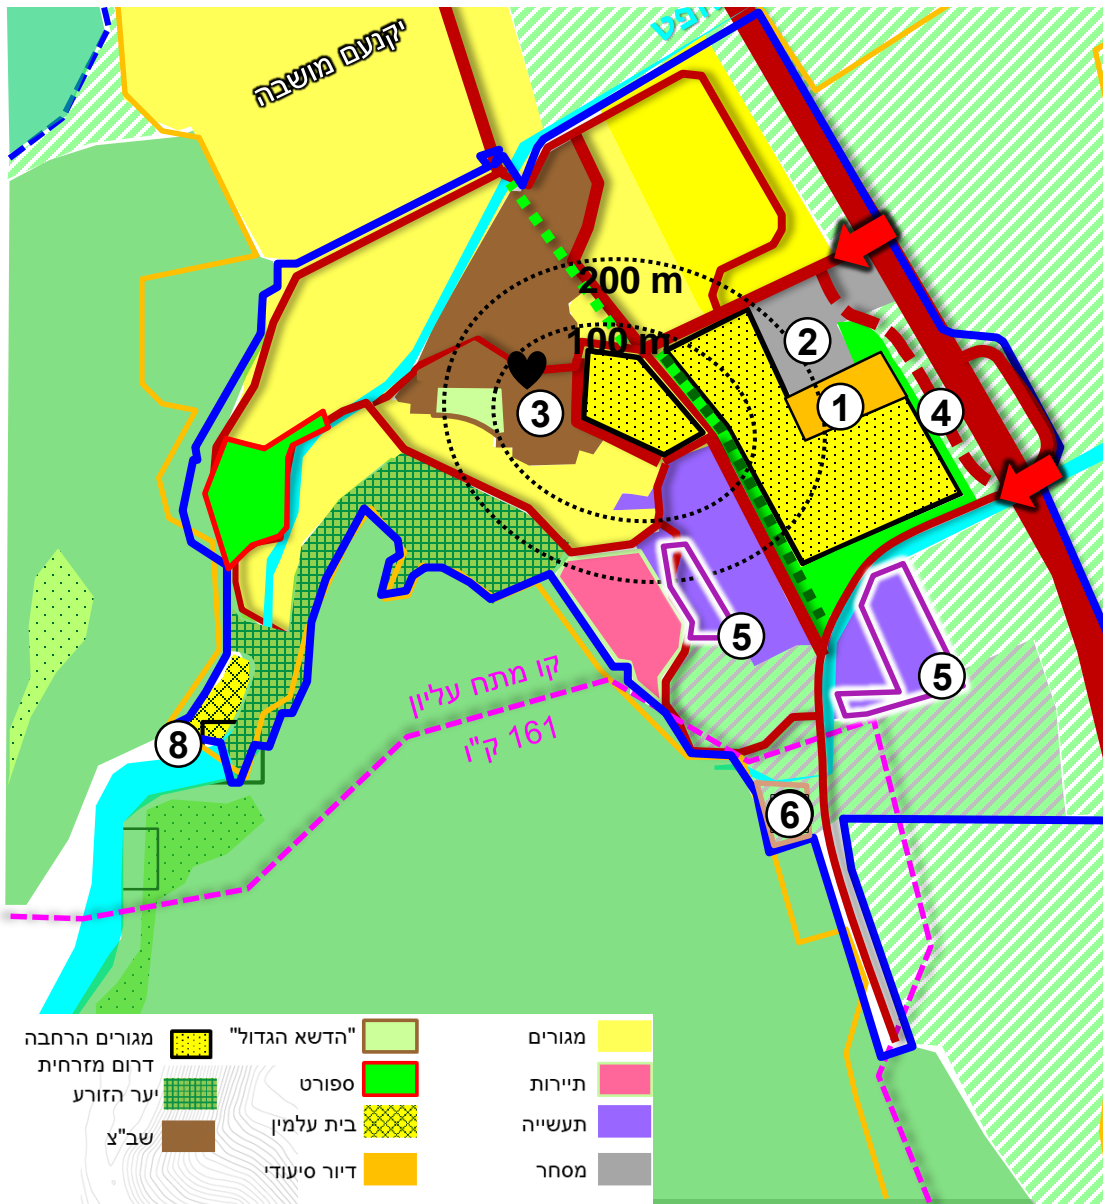 יקנעם מושבה
200 m
100 m
2
1
3
4
5
5
קו מתח עליון
161 ק"ו
8
6
מגורים הרחבה
דרום מזרחית
יער הזורע
שב"צ
"הדשא הגדול"
ספורט
בית עלמין
דיור סיעודי
מגורים
תיירות
תעשייה
מסחר